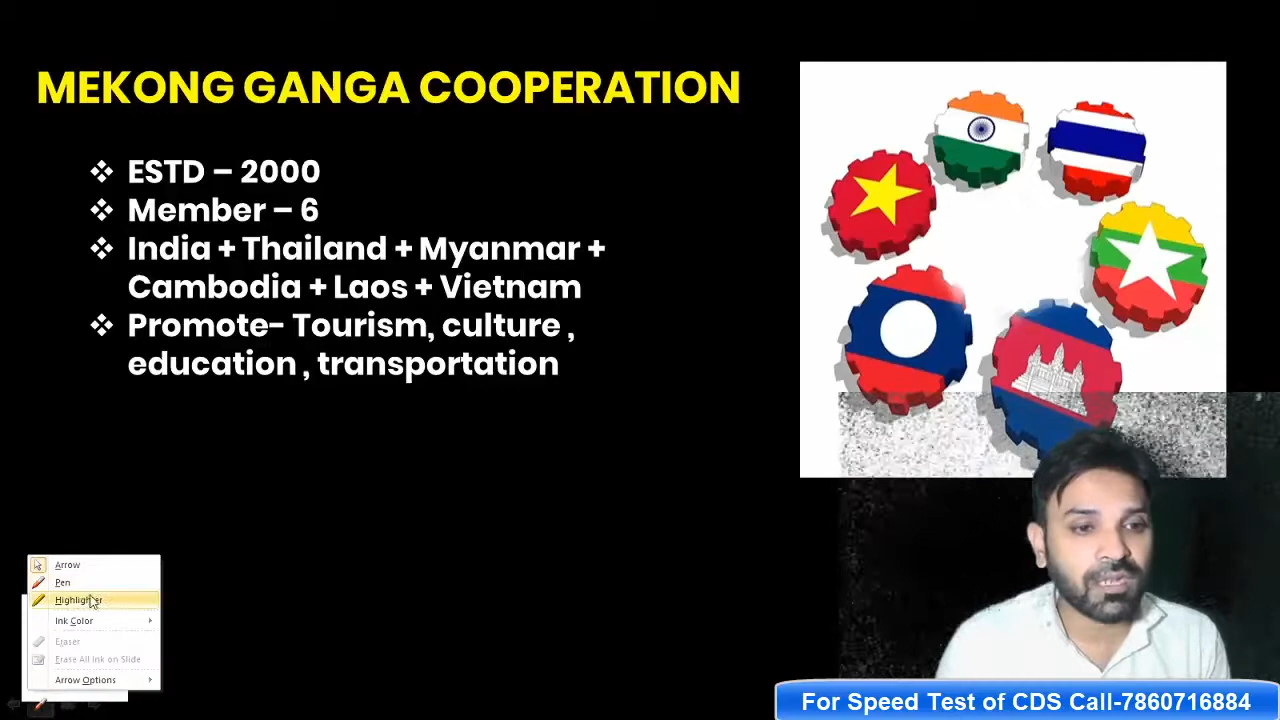 MEKONG GANGA COOPERATION
❖ ESTD – 2000
❖ Member – 6
❖ India + Thailand + Myanmar +
Cambodia + Laos + Vietnam
❖ Promote- Tourism, culture ,
education , transportation
Arrow
Pen
Highlighter
Ink Color
Eraser
Erase All Ink on Slide
Arrow Options
For Speed Test of CDS Call-7860716884